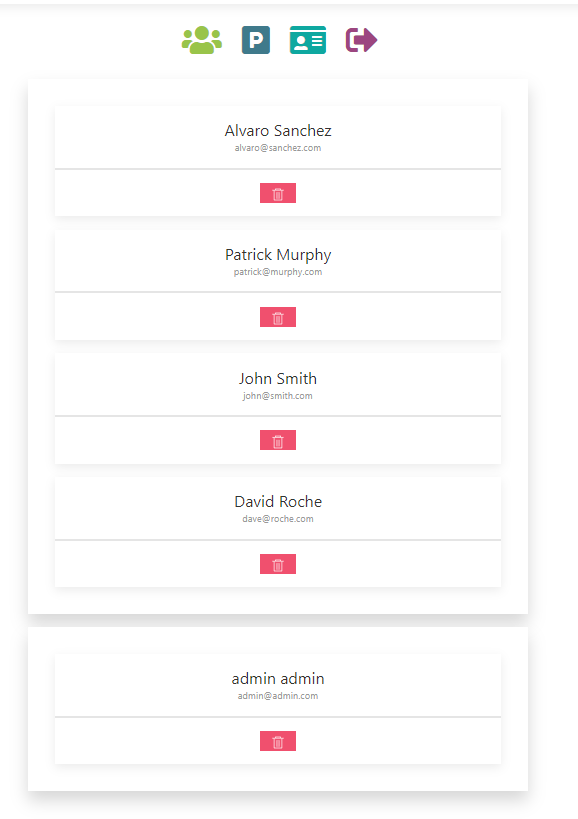 P
Alvaro Sanchez
alvaro@sanchez.com
Patrick Murphy
patrick@murphy.com
John Smith
john@smith.com
David Roche
dave@roche.com
admin admin
admin@admin.com